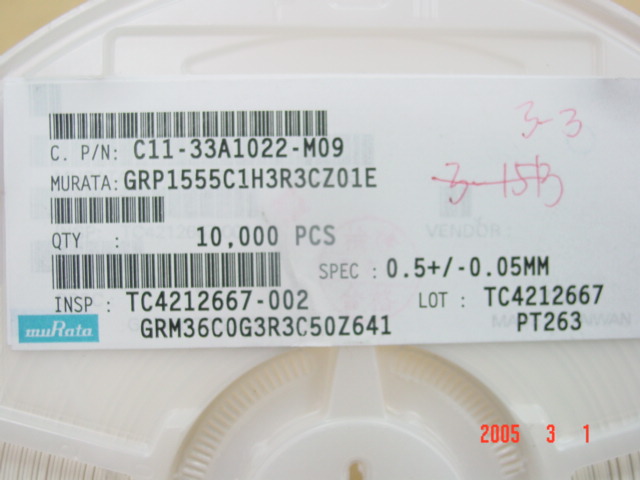 3-3
C. P/N: C11-33A1022-M09
MURATA: GRP1555C1H3R3CZ01E
QTY : 10,000 PCS
VENDOR:
SPEC : 0.5+/-0.05MM
INSP : TC4212667-002 LOT : TC4212667
muRata GRM36C0G3R3C50Z641 PT263
2005 3 1